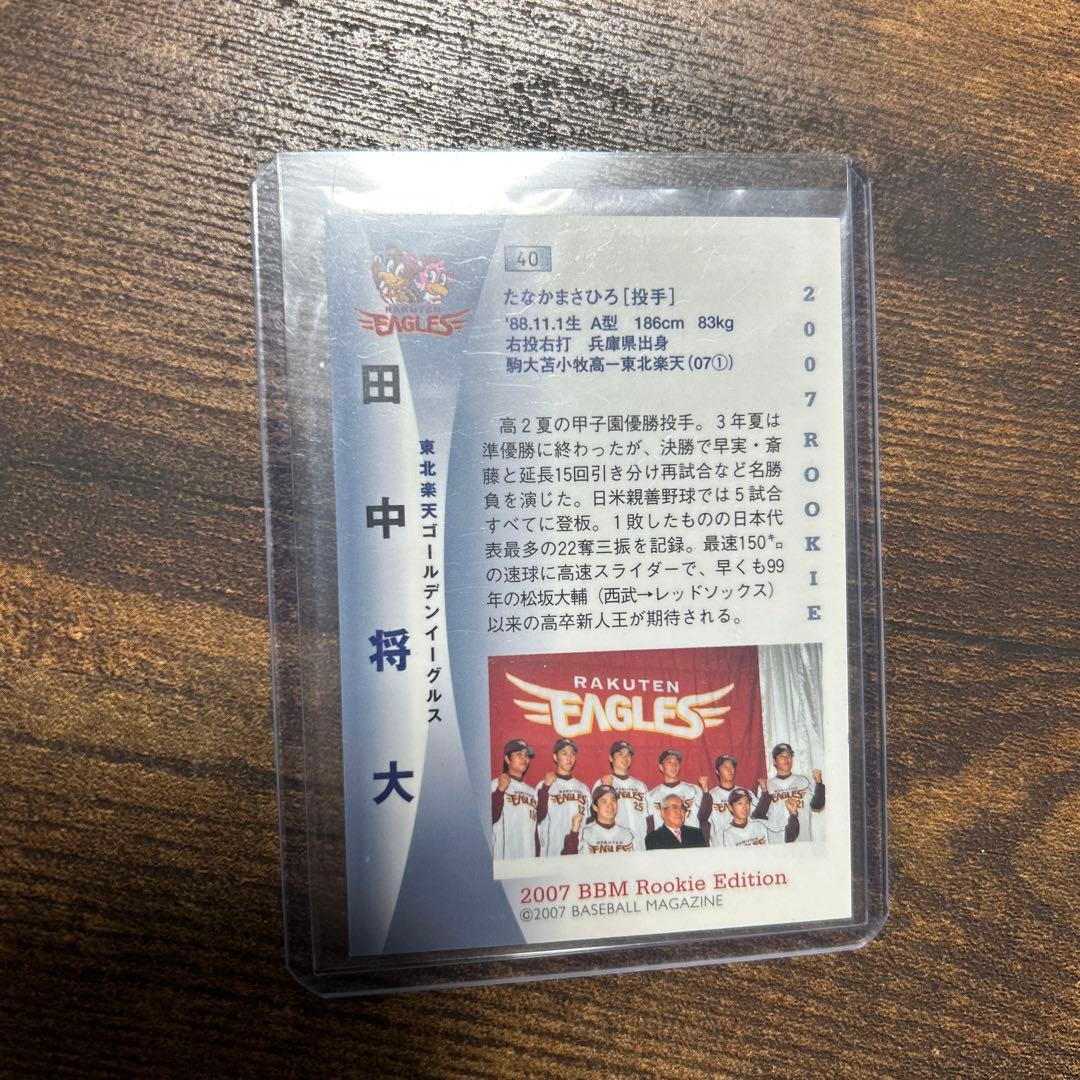 40
RAKUTEN
EAGLES
たなかまさひろ[投手]
'88.11.1生 A型 186cm 83kg
右投右打 兵庫県出身
駒大苫小牧高ー東北楽天(07①)
2007 ROOKIE
田中将大
東北楽天ゴールデンイーグルス
高2夏の甲子園優勝投手。3年夏は
準優勝に終わったが、決勝で早実・斎
藤と延長15回引き分け再試合など名勝
負を演じた。日米親善野球では5試合
すべてに登板。1敗したものの日本代
表最多の22奪三振を記録。最速150㌔
の速球に高速スライダーで、早くも99
年の松坂大輔(西武→レッドソックス)
以来の高卒新人王が期待される。
RAKUTEN
EAGLES
EAGLES
EAGLES
25
EAGLES
21
2007 BBM Rookie Edition
©2007 BASEBALL MAGAZINE